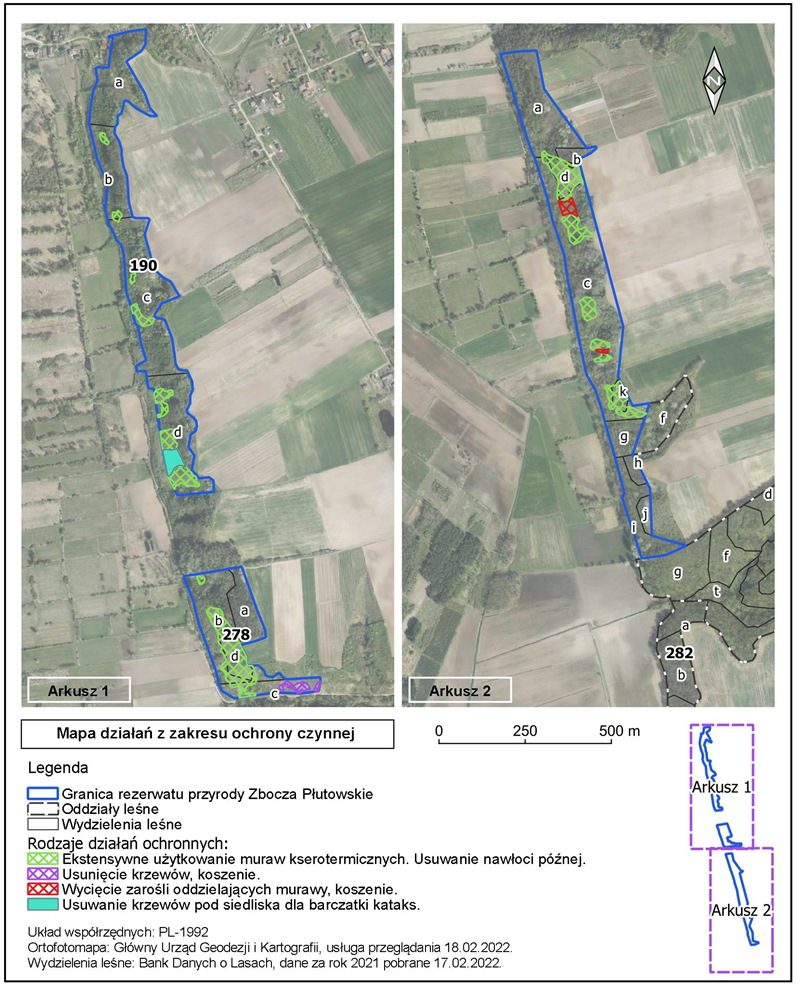 a
b
190
c
d
a
b
278
d
c
Arkusz 1
N
a
b
d
c
k
f
g
h
j
i
d
f
g
t
a
282
b
Arkusz 2
Mapa działań z zakresu ochrony czynnej
0 250 500 m
Legenda
Granica rezerwatu przyrody Zbocza Płutowskie
Oddziały leśne
Wydzielenia leśne
Rodzaje działań ochronnych:
Ekstensywne użytkowanie muraw kserotermicznych. Usuwanie nawłoci późnej.
Usunięcie krzewów, koszenie.
Wycięcie zarośli oddzielających murawy, koszenie.
Usuwanie krzewów pod siedliska dla barczatki kataks.
Układ współrzędnych: PL-1992
Ortofotomapa: Główny Urząd Geodezji i Kartografii, usługa przeglądania 18.02.2022.
Wydzielenia leśne: Bank Danych o Lasach, dane za rok 2021 pobrane 17.02.2022.
Arkusz 1
Arkusz 2